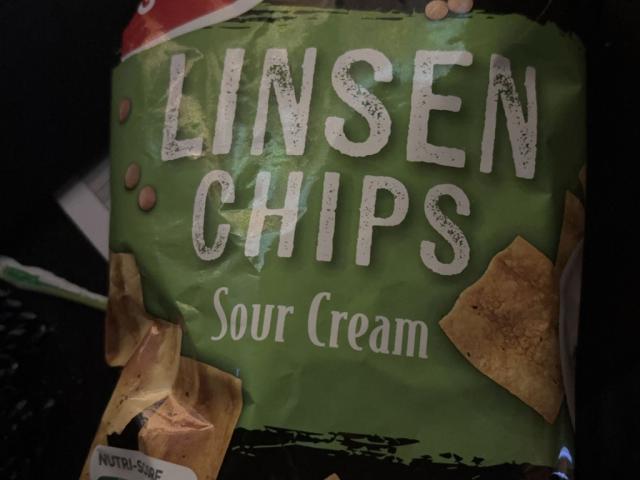 LINSEN
CHIPS
Sour Cream
NUTRI-SCORE